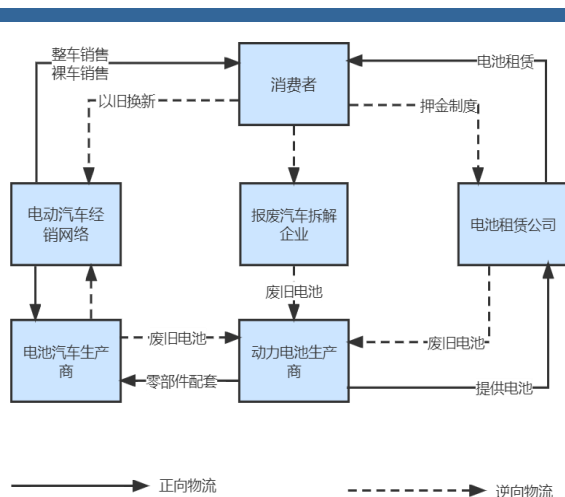 整车销售
裸车销售
消费者
电池租赁
以旧换新
押金制度
电动汽车经
销网络
报废汽车拆解
企业
电池租赁公司
废旧电池
电池汽车生产
商
废旧电池
动力电池生产
商
废旧电池
零部件配套
提供电池
正向物流
逆向物流